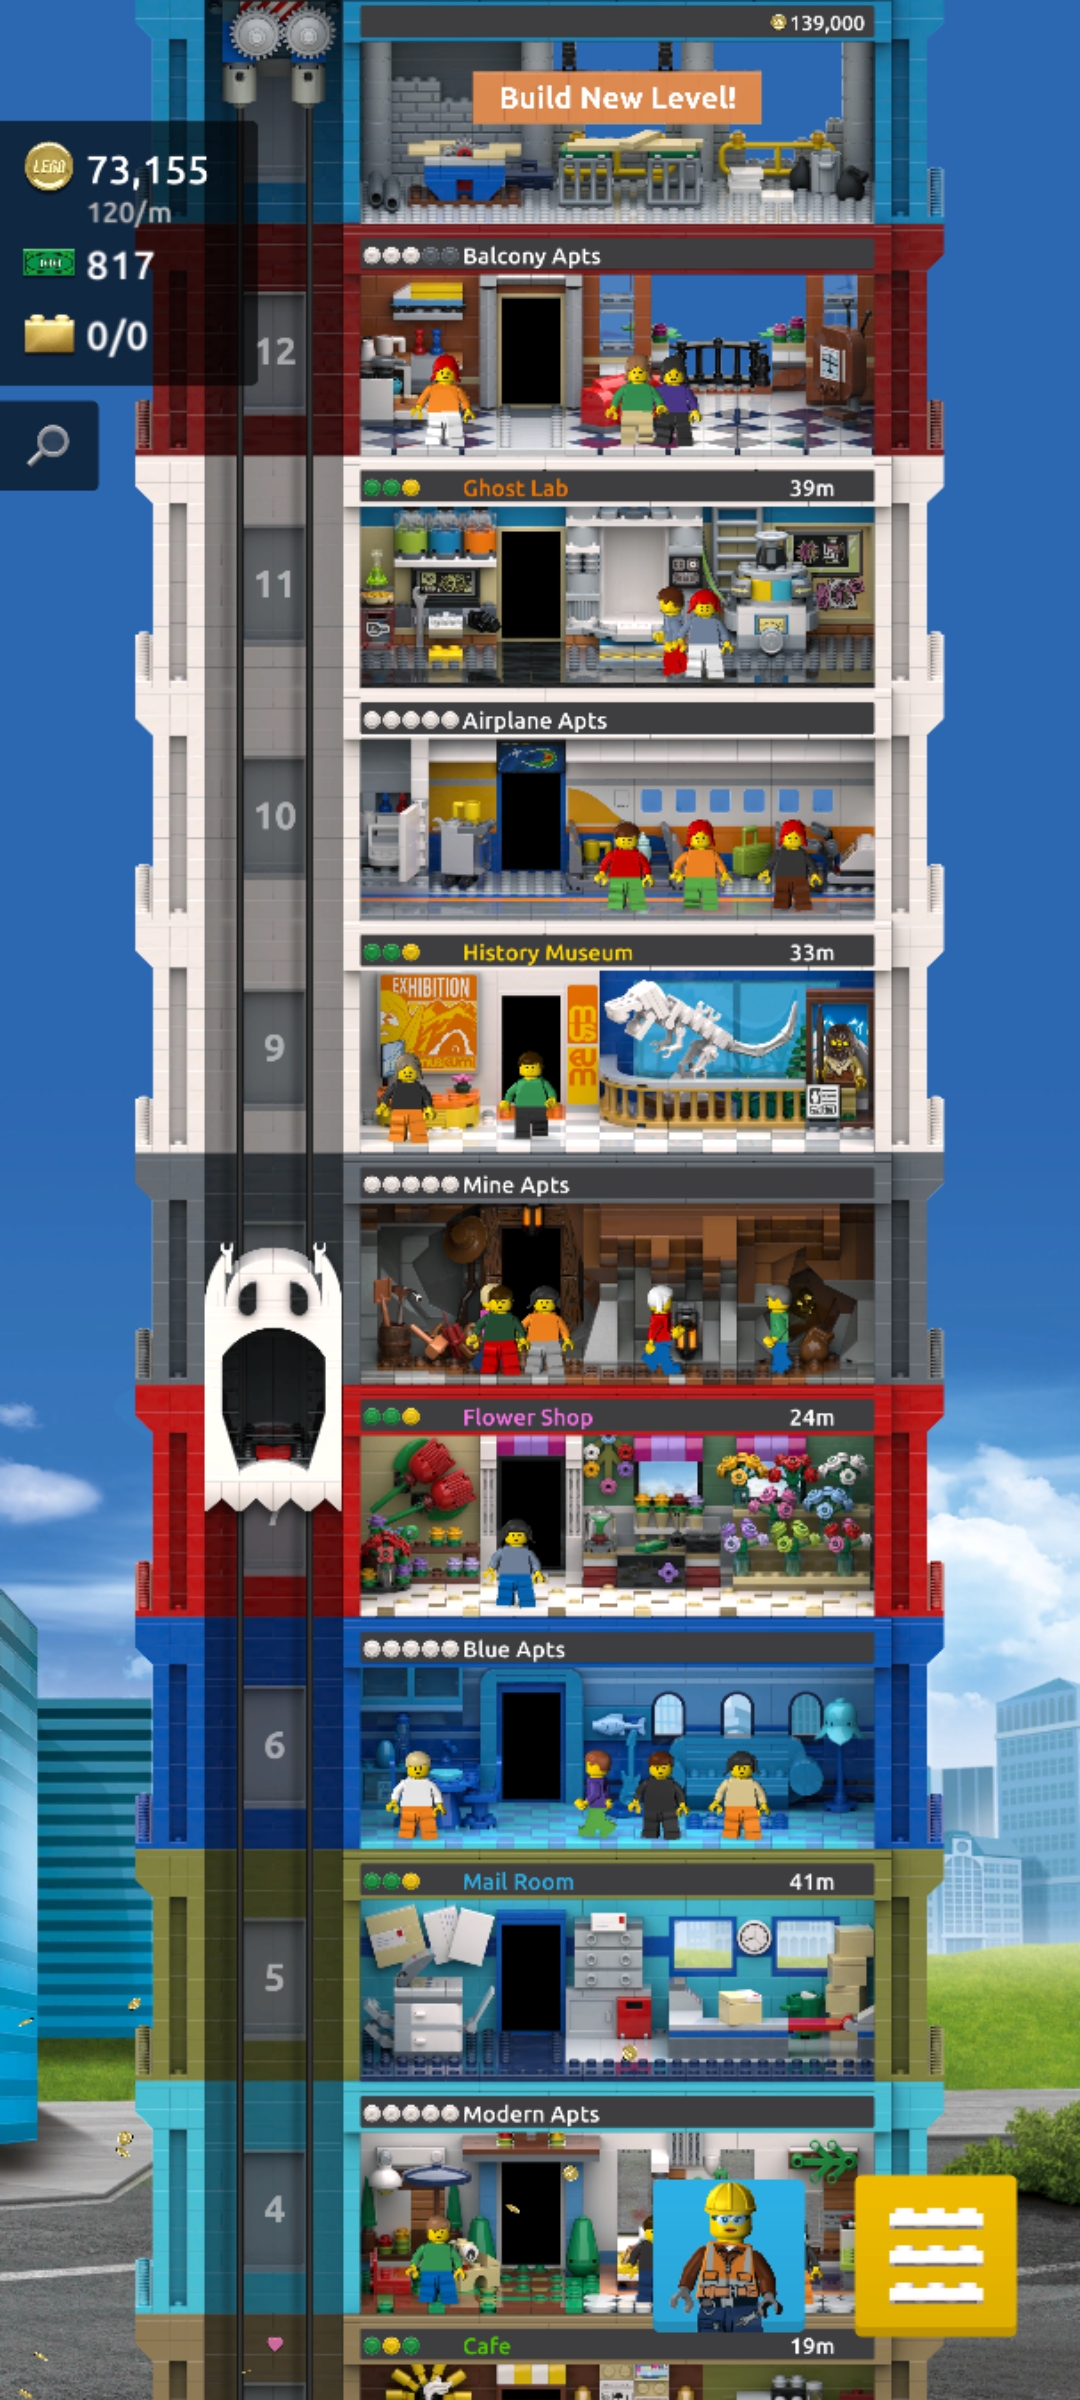 139,000
Build New Level!
LEGO
73,155
120/m
817
0/0
Balcony Apts
12
Ghost Lab 39m
11
Airplane Apts
10
History Museum 33m
EXHIBITION
MUSEUM
MUSEUM
9
Mine Apts
Flower Shop 24m
7
Blue Apts
6
Mail Room 41m
5
Modern Apts
4
Cafe 19m